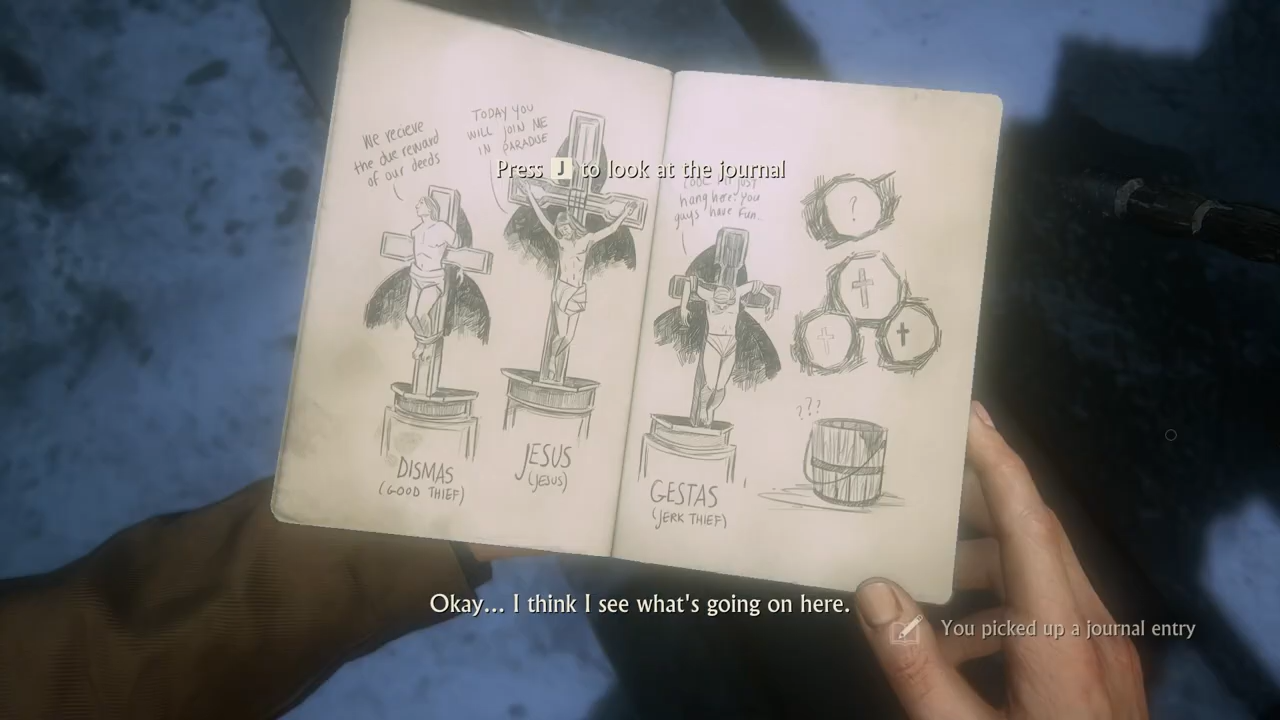 We recieve
the due reward
of our deeds
TODAY YOU
WILL JOIN ME
IN PARADISE
Press J to look at the journal
hang here. You
guys have fun..
DISMAS
(GOOD THIEF)
JESUS
(JESUS)
GESTAS
(JERK THIEF)
?
???
Okay... I think I see what's going on here.
You picked up a journal entry